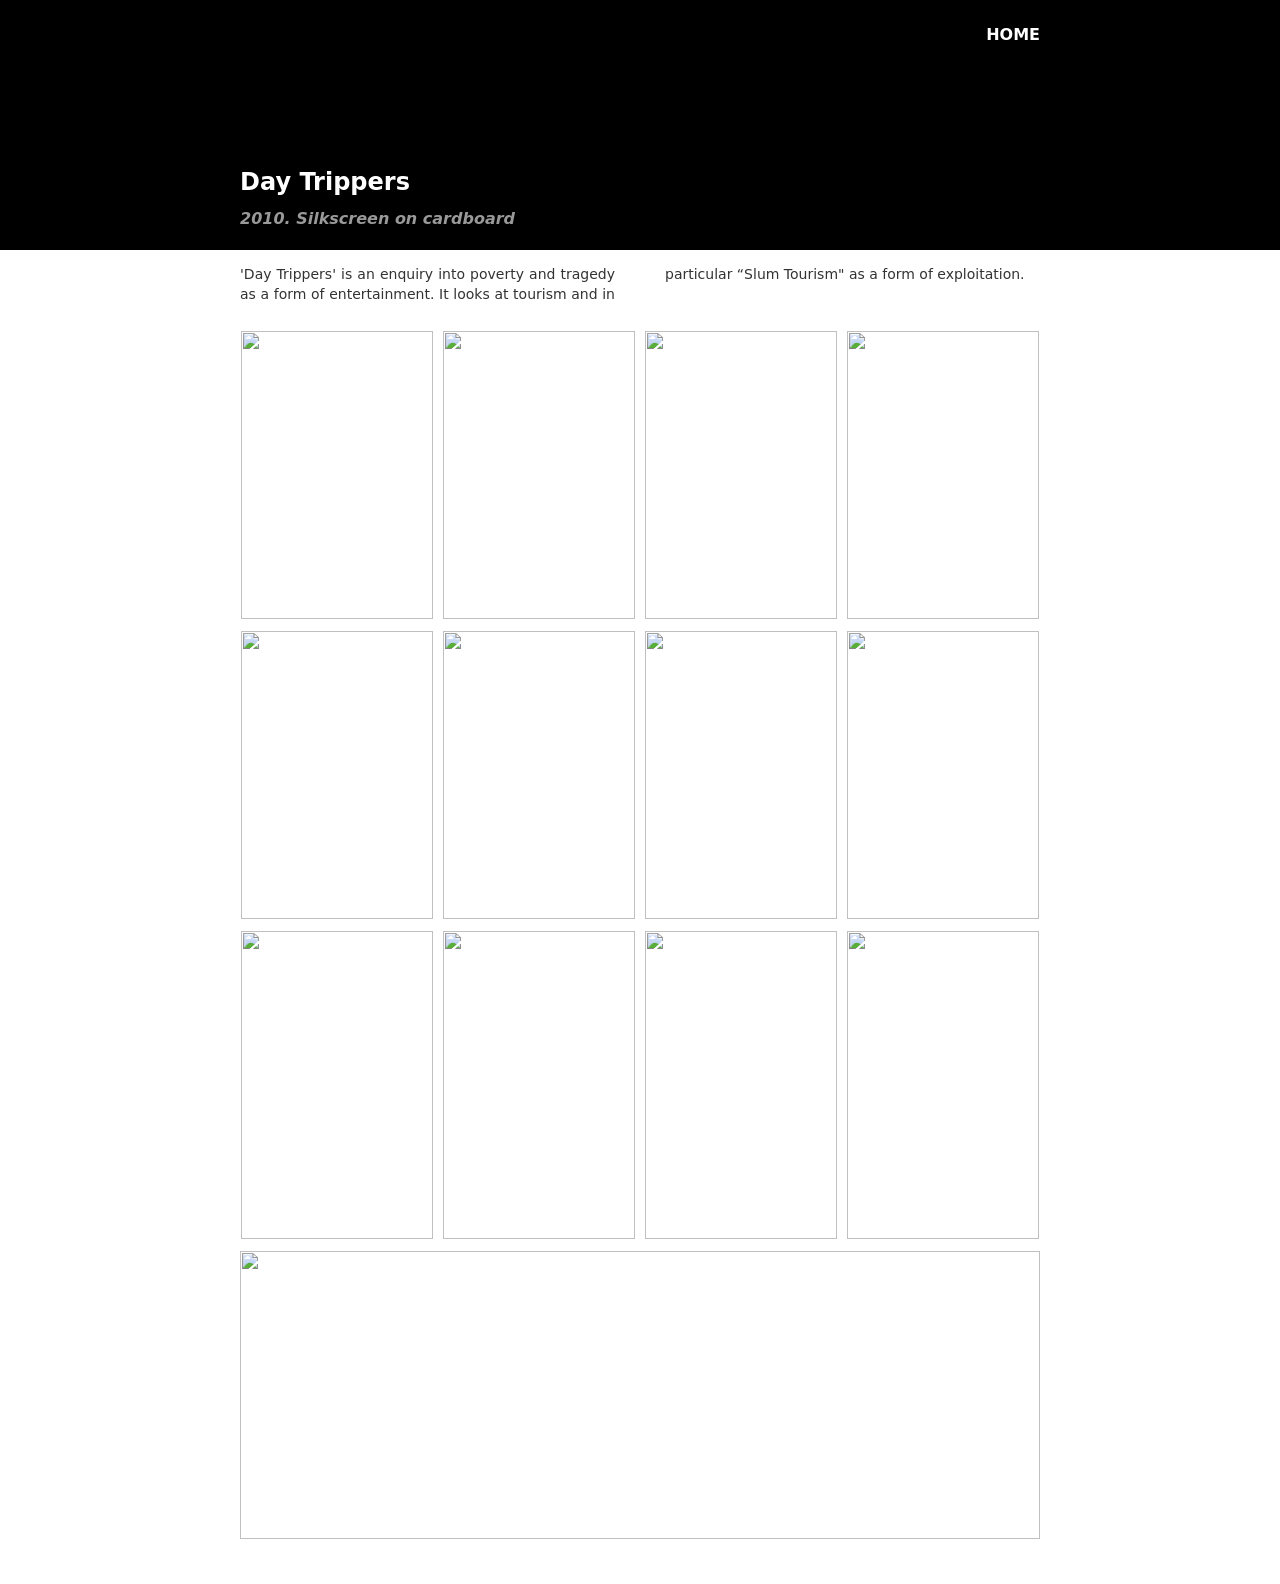 HOME
Day Trippers
2010. Silkscreen on cardboard
'Day Trippers' is an enquiry into poverty and tragedy
as a form of entertainment. It looks at tourism and in
particular “Slum Tourism" as a form of exploitation.